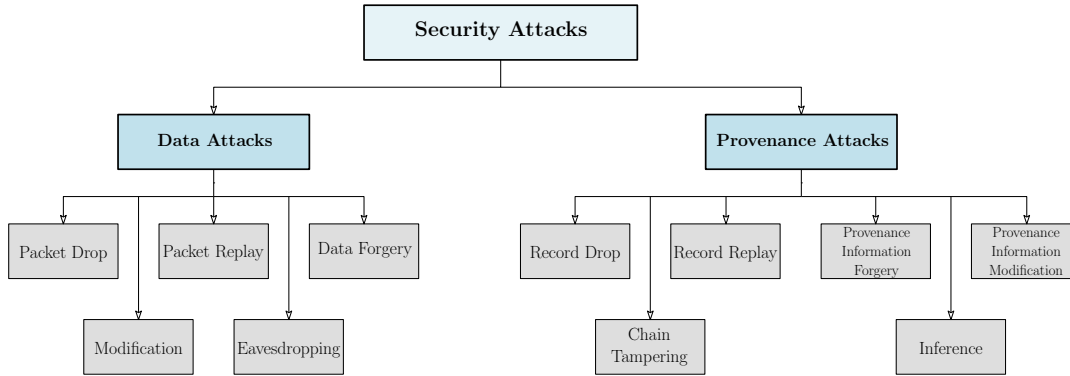 Security Attacks
Data Attacks
Provenance Attacks
Packet Drop
Packet Replay
Data Forgery
Record Drop
Record Replay
Provenance
Information
Forgery
Provenance
Information
Modification
Modification
Eavesdropping
Chain
Tampering
Inference